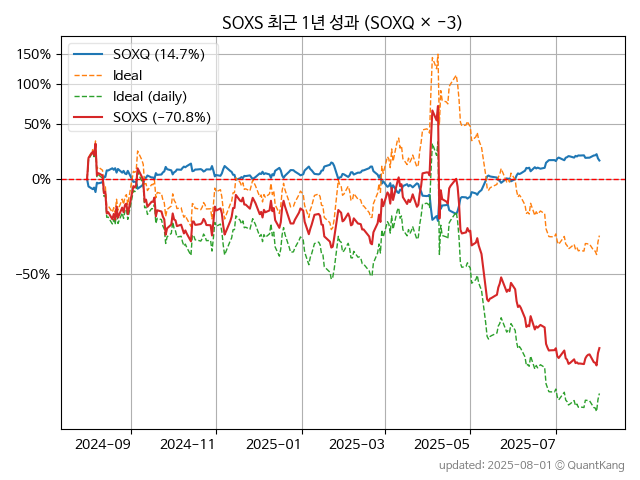 SOXS 최근 1년 성과 (SOXQ × −3)
SOXQ (14.7%)
Ideal
Ideal (daily)
SOXS (−70.8%)
150%
100%
50%
0%
−50%
2024-09 2024-11 2025-01 2025-03 2025-05 2025-07
updated: 2025-08-01 © QuantKang